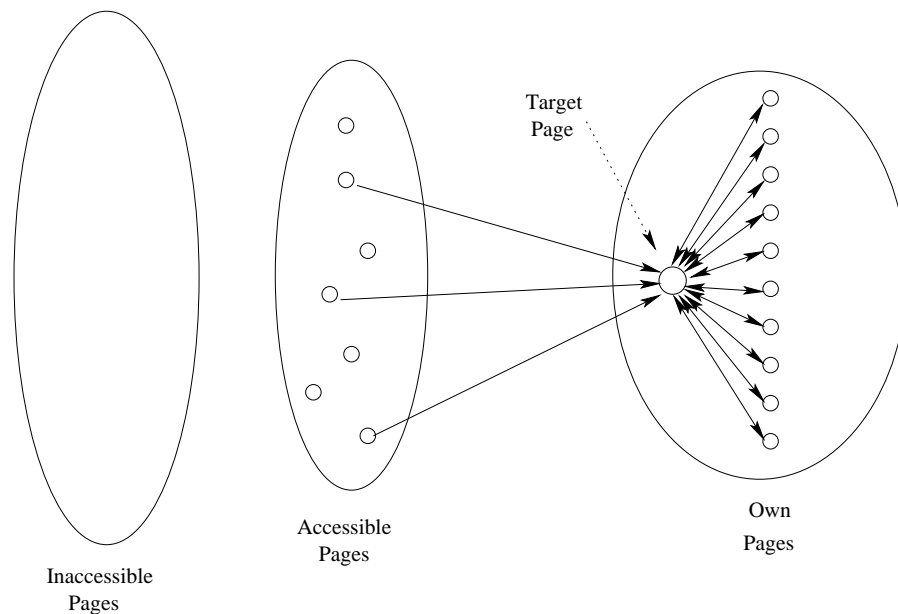 Target
Page
Accessible
Pages
Own
Pages
Inaccessible
Pages